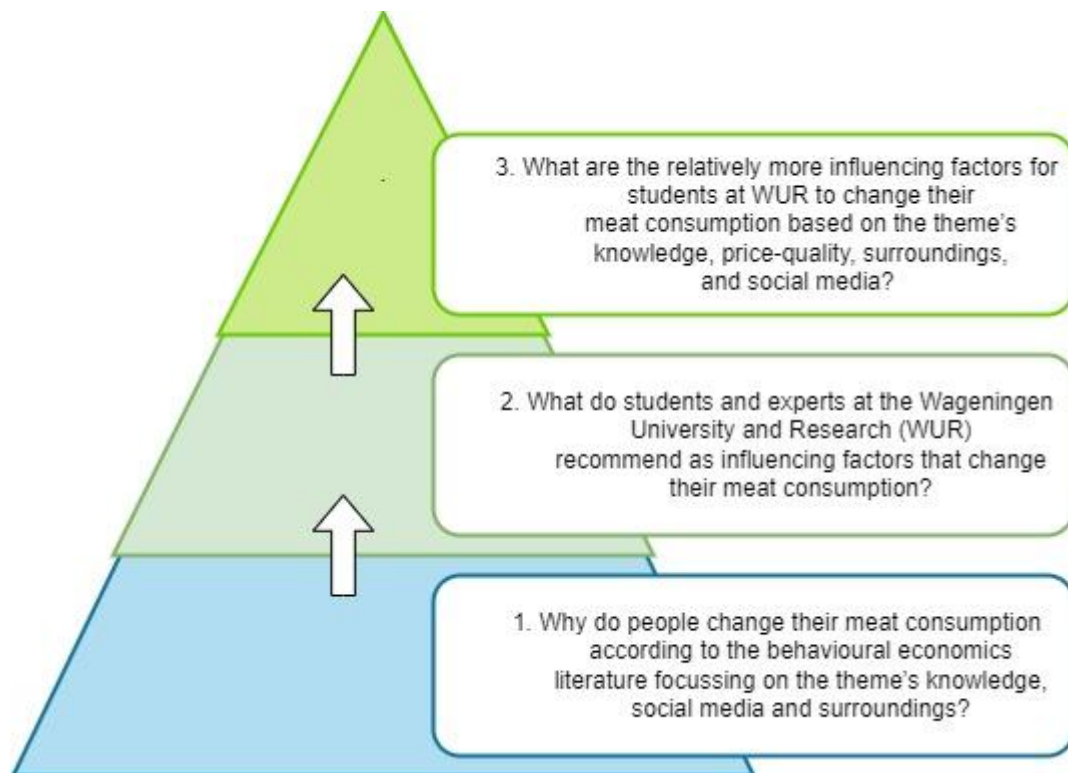 3. What are the relatively more influencing factors for
students at WUR to change their
meat consumption based on the theme's
knowledge, price-quality, surroundings,
and social media?
2. What do students and experts at the Wageningen
University and Research (WUR)
recommend as influencing factors that change
their meat consumption?
1. Why do people change their meat consumption
according to the behavioural economics
literature focussing on the theme's knowledge,
social media and surroundings?